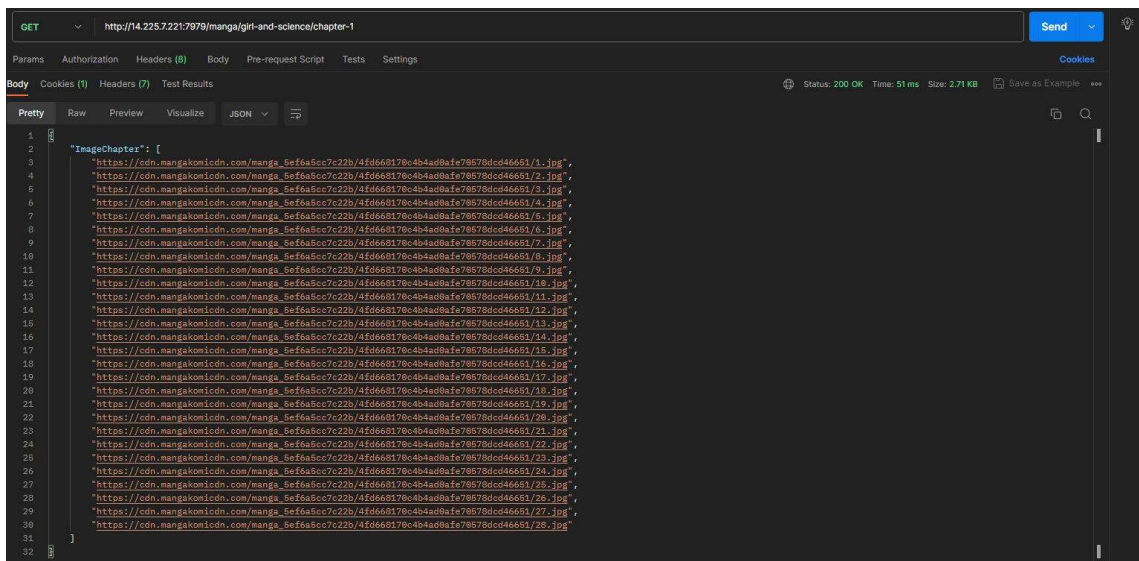 GET http://14.225.7.221:7979/manga/girl-and-science/chapter-1 Send
Params Authorization Headers (8) Body Pre-request Script Tests Settings Cookies
Body Cookies (1) Headers (7) Test Results Status: 200 OK Time: 51 ms Size: 2.71 KB Save as Example
Pretty Raw Preview Visualize JSON
1 {
2 "ImageChapter": [
3 "https://cdn.mangakomicdn.com/manga_5ef6a5cc7c22b/4fd668170c4b4ad0afe70578dcd46651/1.jpg",
4 "https://cdn.mangakomicdn.com/manga_5ef6a5cc7c22b/4fd668170c4b4ad0afe70578dcd46651/2.jpg",
5 "https://cdn.mangakomicdn.com/manga_5ef6a5cc7c22b/4fd668170c4b4ad0afe70578dcd46651/3.jpg",
6 "https://cdn.mangakomicdn.com/manga_5ef6a5cc7c22b/4fd668170c4b4ad0afe70578dcd46651/4.jpg",
7 "https://cdn.mangakomicdn.com/manga_5ef6a5cc7c22b/4fd668170c4b4ad0afe70578dcd46651/5.jpg",
8 "https://cdn.mangakomicdn.com/manga_5ef6a5cc7c22b/4fd668170c4b4ad0afe70578dcd46651/6.jpg",
9 "https://cdn.mangakomicdn.com/manga_5ef6a5cc7c22b/4fd668170c4b4ad0afe70578dcd46651/7.jpg",
10 "https://cdn.mangakomicdn.com/manga_5ef6a5cc7c22b/4fd668170c4b4ad0afe70578dcd46651/8.jpg",
11 "https://cdn.mangakomicdn.com/manga_5ef6a5cc7c22b/4fd668170c4b4ad0afe70578dcd46651/9.jpg",
12 "https://cdn.mangakomicdn.com/manga_5ef6a5cc7c22b/4fd668170c4b4ad0afe70578dcd46651/10.jpg",
13 "https://cdn.mangakomicdn.com/manga_5ef6a5cc7c22b/4fd668170c4b4ad0afe70578dcd46651/11.jpg",
14 "https://cdn.mangakomicdn.com/manga_5ef6a5cc7c22b/4fd668170c4b4ad0afe70578dcd46651/12.jpg",
15 "https://cdn.mangakomicdn.com/manga_5ef6a5cc7c22b/4fd668170c4b4ad0afe70578dcd46651/13.jpg",
16 "https://cdn.mangakomicdn.com/manga_5ef6a5cc7c22b/4fd668170c4b4ad0afe70578dcd46651/14.jpg",
17 "https://cdn.mangakomicdn.com/manga_5ef6a5cc7c22b/4fd668170c4b4ad0afe70578dcd46651/15.jpg",
18 "https://cdn.mangakomicdn.com/manga_5ef6a5cc7c22b/4fd668170c4b4ad0afe70578dcd46651/16.jpg",
19 "https://cdn.mangakomicdn.com/manga_5ef6a5cc7c22b/4fd668170c4b4ad0afe70578dcd46651/17.jpg",
20 "https://cdn.mangakomicdn.com/manga_5ef6a5cc7c22b/4fd668170c4b4ad0afe70578dcd46651/18.jpg",
21 "https://cdn.mangakomicdn.com/manga_5ef6a5cc7c22b/4fd668170c4b4ad0afe70578dcd46651/19.jpg",
22 "https://cdn.mangakomicdn.com/manga_5ef6a5cc7c22b/4fd668170c4b4ad0afe70578dcd46651/20.jpg",
23 "https://cdn.mangakomicdn.com/manga_5ef6a5cc7c22b/4fd668170c4b4ad0afe70578dcd46651/21.jpg",
24 "https://cdn.mangakomicdn.com/manga_5ef6a5cc7c22b/4fd668170c4b4ad0afe70578dcd46651/22.jpg",
25 "https://cdn.mangakomicdn.com/manga_5ef6a5cc7c22b/4fd668170c4b4ad0afe70578dcd46651/23.jpg",
26 "https://cdn.mangakomicdn.com/manga_5ef6a5cc7c22b/4fd668170c4b4ad0afe70578dcd46651/24.jpg",
27 "https://cdn.mangakomicdn.com/manga_5ef6a5cc7c22b/4fd668170c4b4ad0afe70578dcd46651/25.jpg",
28 "https://cdn.mangakomicdn.com/manga_5ef6a5cc7c22b/4fd668170c4b4ad0afe70578dcd46651/26.jpg",
29 "https://cdn.mangakomicdn.com/manga_5ef6a5cc7c22b/4fd668170c4b4ad0afe70578dcd46651/27.jpg",
30 "https://cdn.mangakomicdn.com/manga_5ef6a5cc7c22b/4fd668170c4b4ad0afe70578dcd46651/28.jpg"
31 ]
32 }